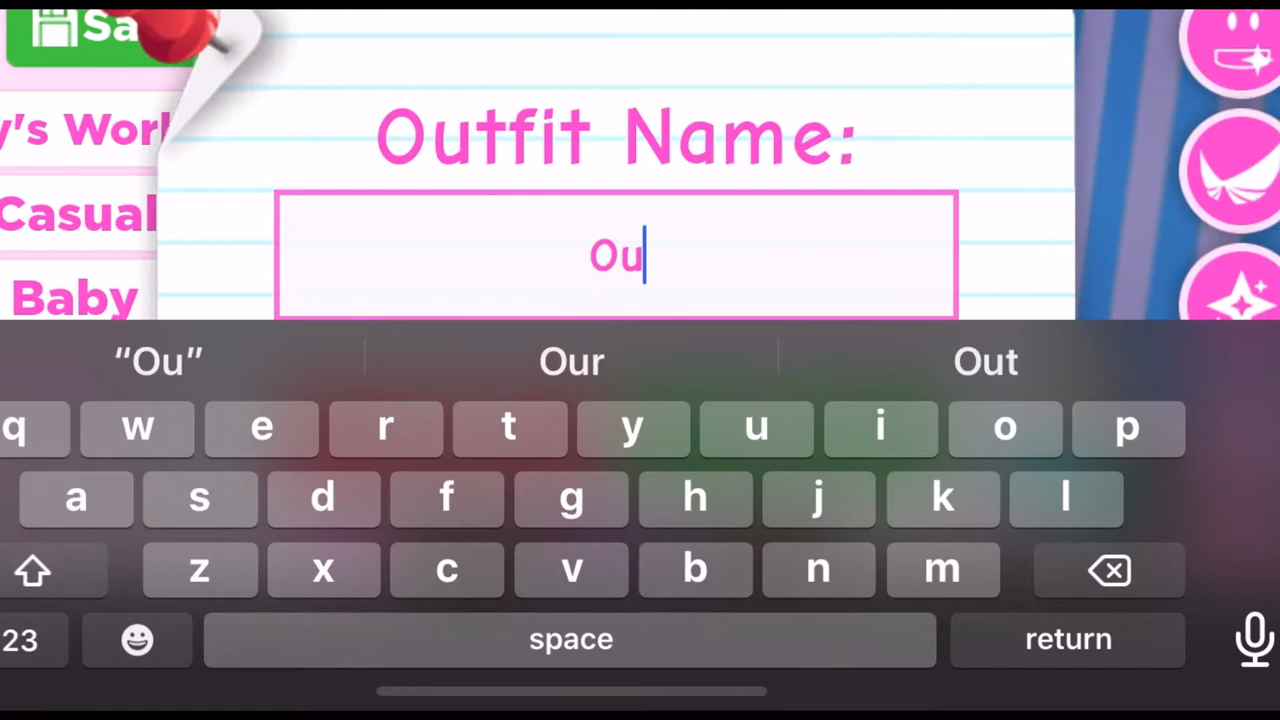 Sa
y's Worl
Casual
Baby
Outfit Name:
Ou
“Ou” Our Out
q w e r t y u i o p
a s d f g h j k l
z x c v b n m
23 space return